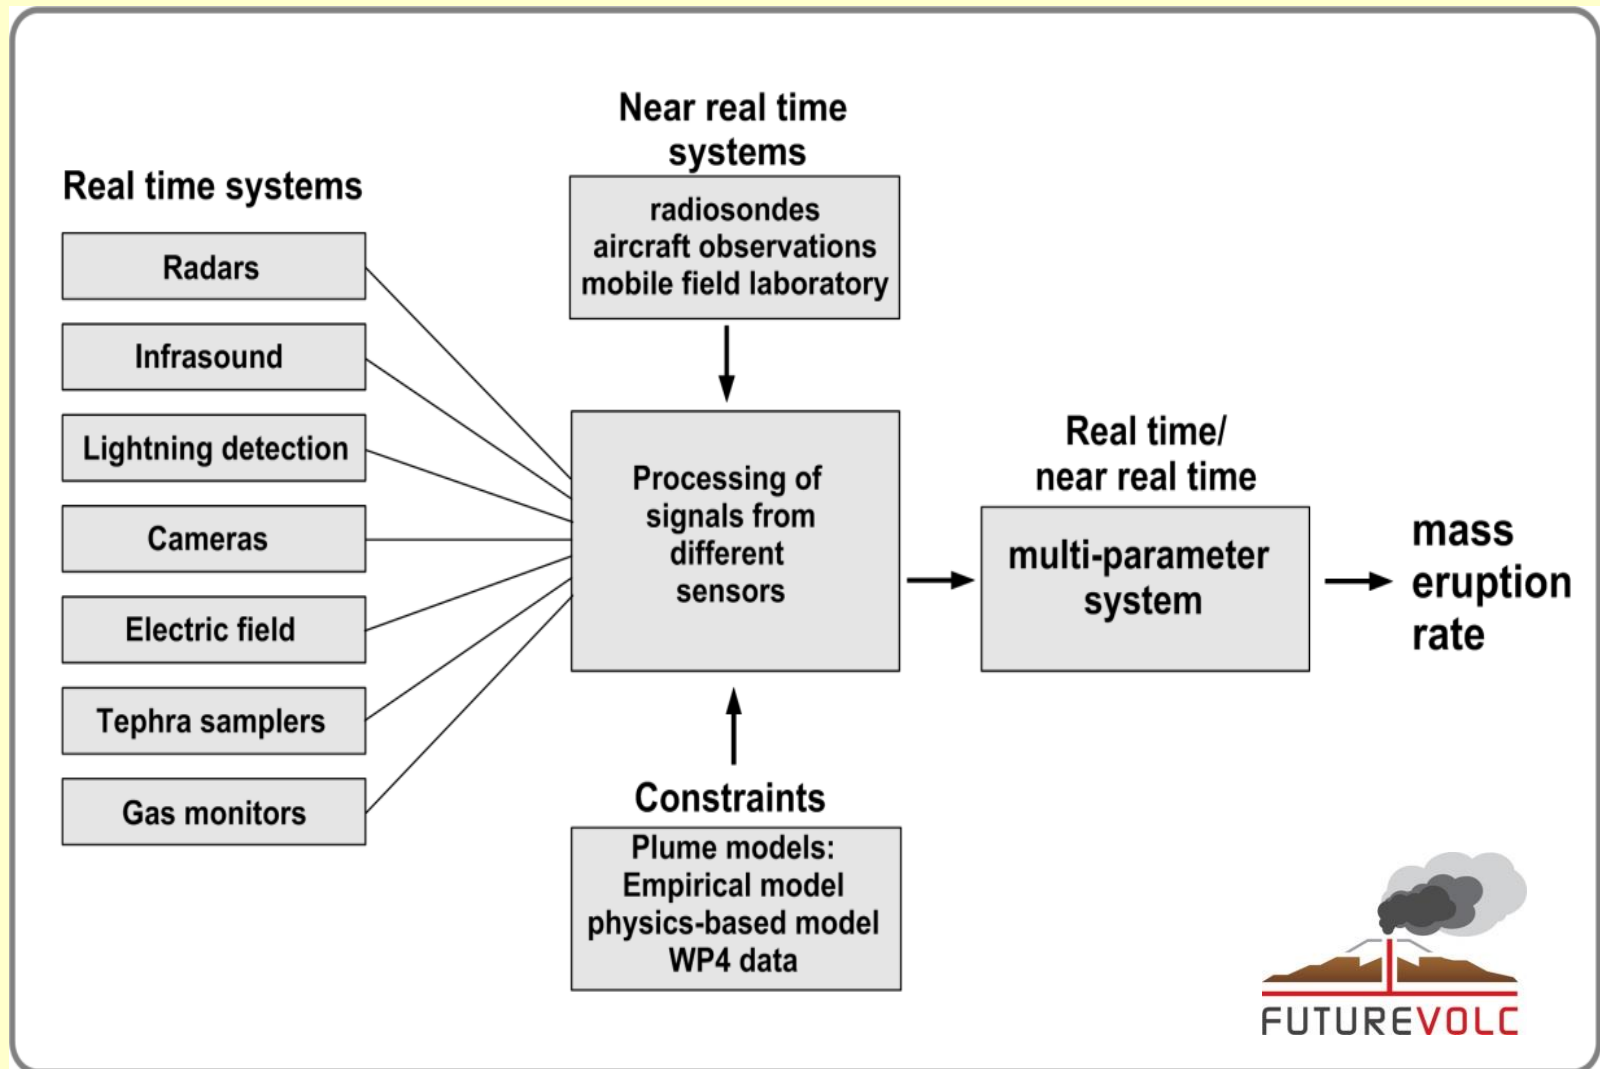 Real time systems
Radars
Infrasound
Lightning detection
Cameras
Electric field
Tephra samplers
Gas monitors
Near real time
systems
radiosondes
aircraft observations
mobile field laboratory
Processing of
signals from
different
sensors
Constraints
Plume models:
Empirical model
physics-based model
WP4 data
Real time/
near real time
multi-parameter
system
mass
eruption
rate
FUTUREVOLC